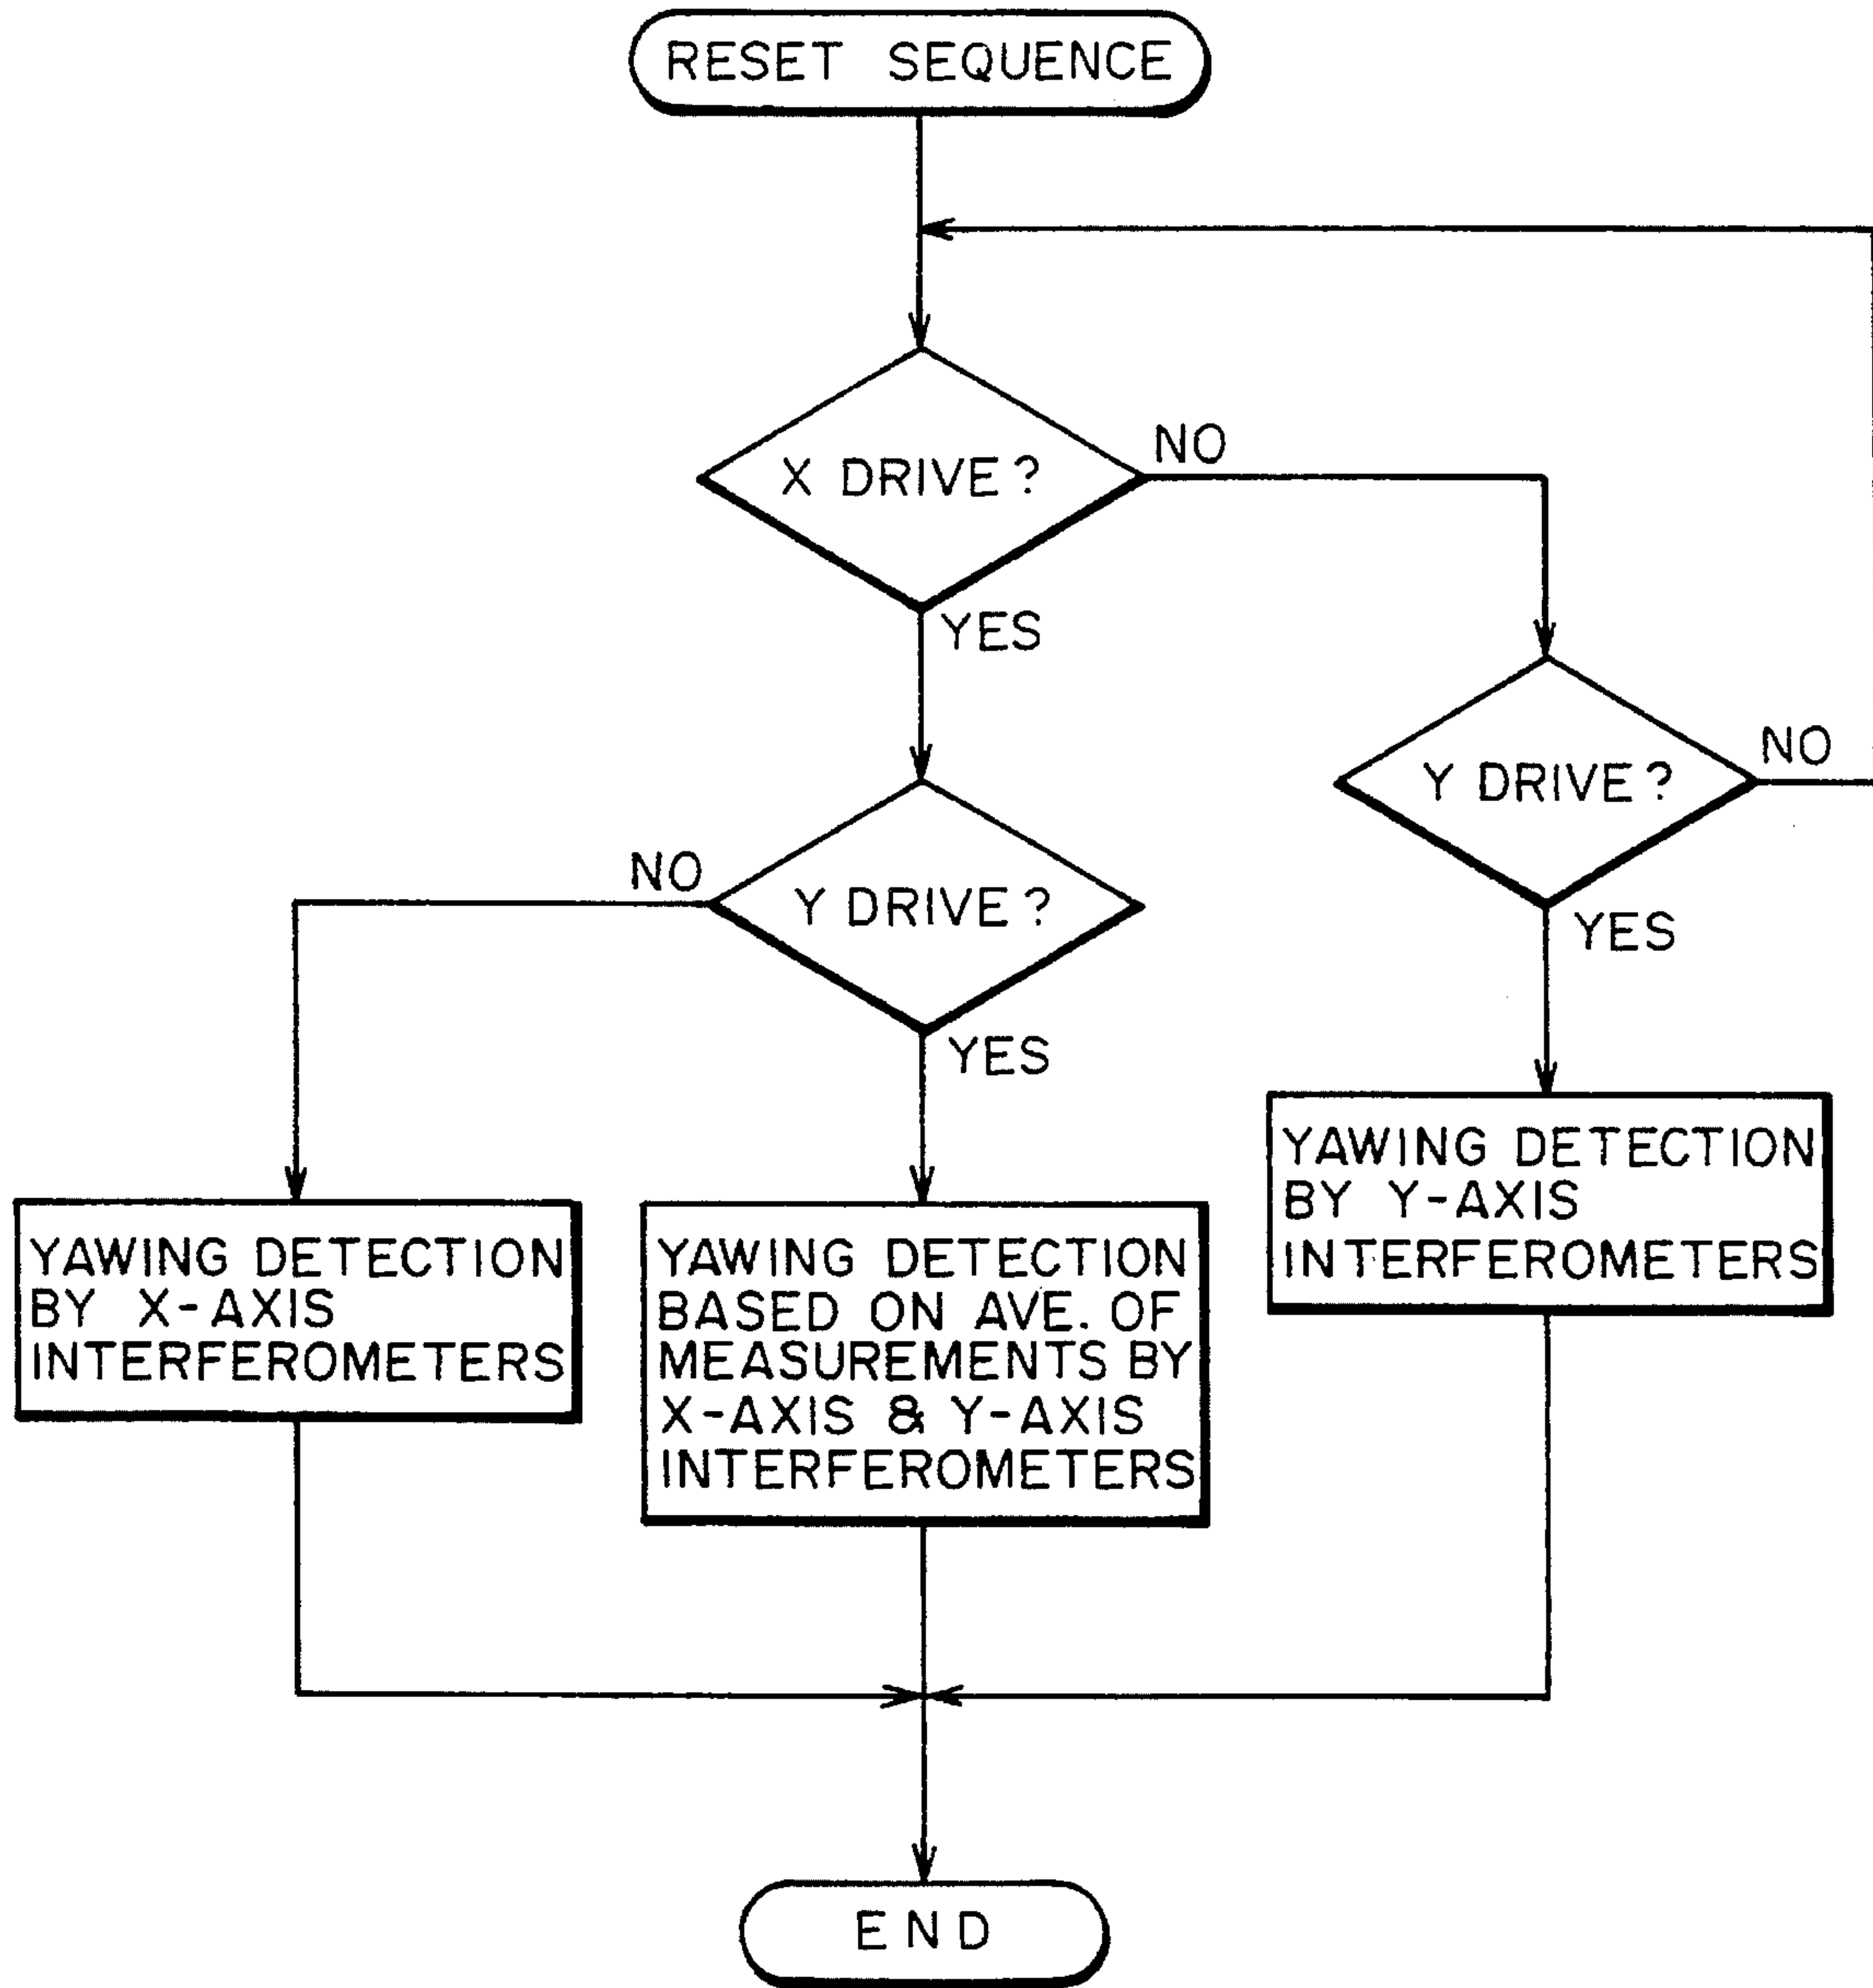 RESET SEQUENCE
X DRIVE?
NO
YES
Y DRIVE?
NO
YES
Y DRIVE?
NO
YES
YAWING DETECTION
BY X-AXIS
INTERFEROMETERS
YAWING DETECTION
BASED ON AVE. OF
MEASUREMENTS BY
X-AXIS & Y-AXIS
INTERFEROMETERS
YAWING DETECTION
BY Y-AXIS
INTERFEROMETERS
END